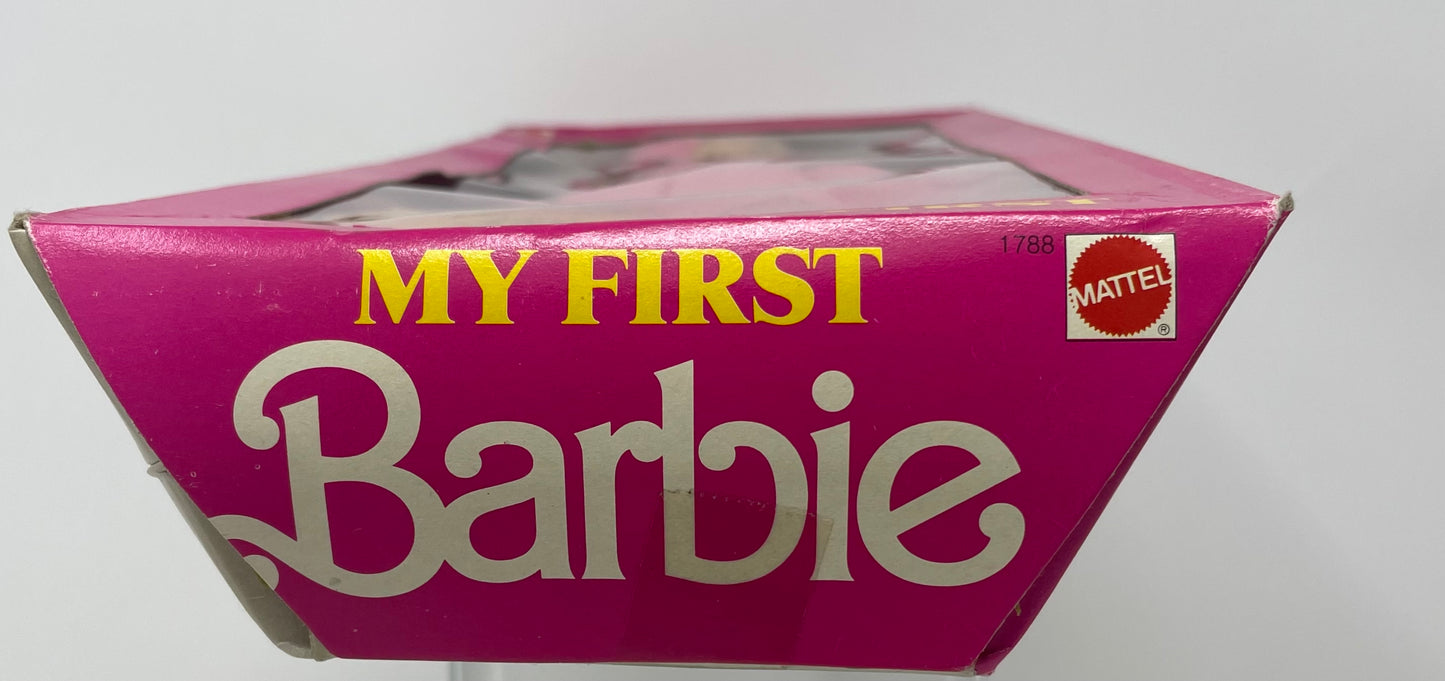 MY FIRST
Barbie
1788
MATTEL
®